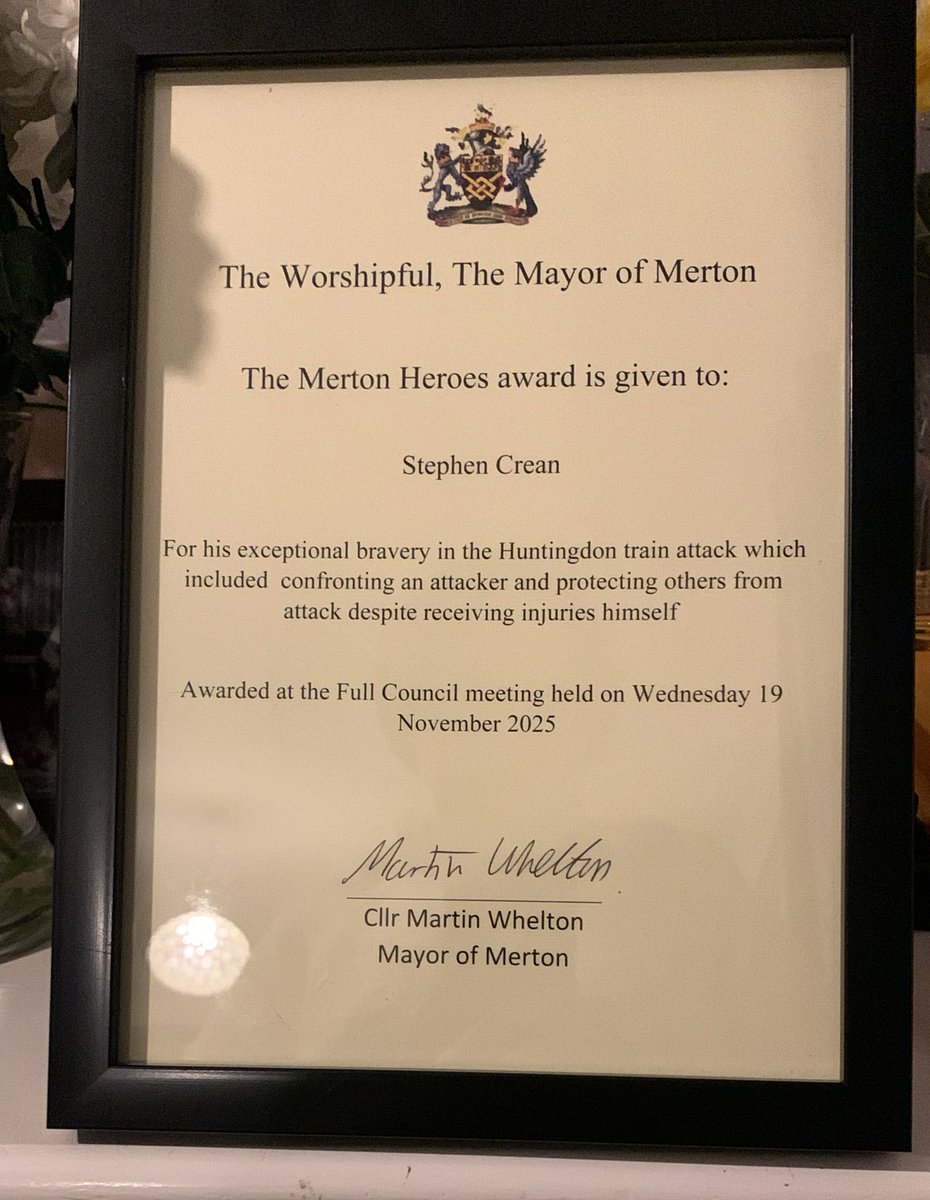 The Worshipful, The Mayor of Merton
The Merton Heroes award is given to:
Stephen Crean
For his exceptional bravery in the Huntingdon train attack which
included  confronting an attacker and protecting others from
attack despite receiving injuries himself
Awarded at the Full Council meeting held on Wednesday 19
November 2025
Martin Whelton
Cllr Martin Whelton
Mayor of Merton